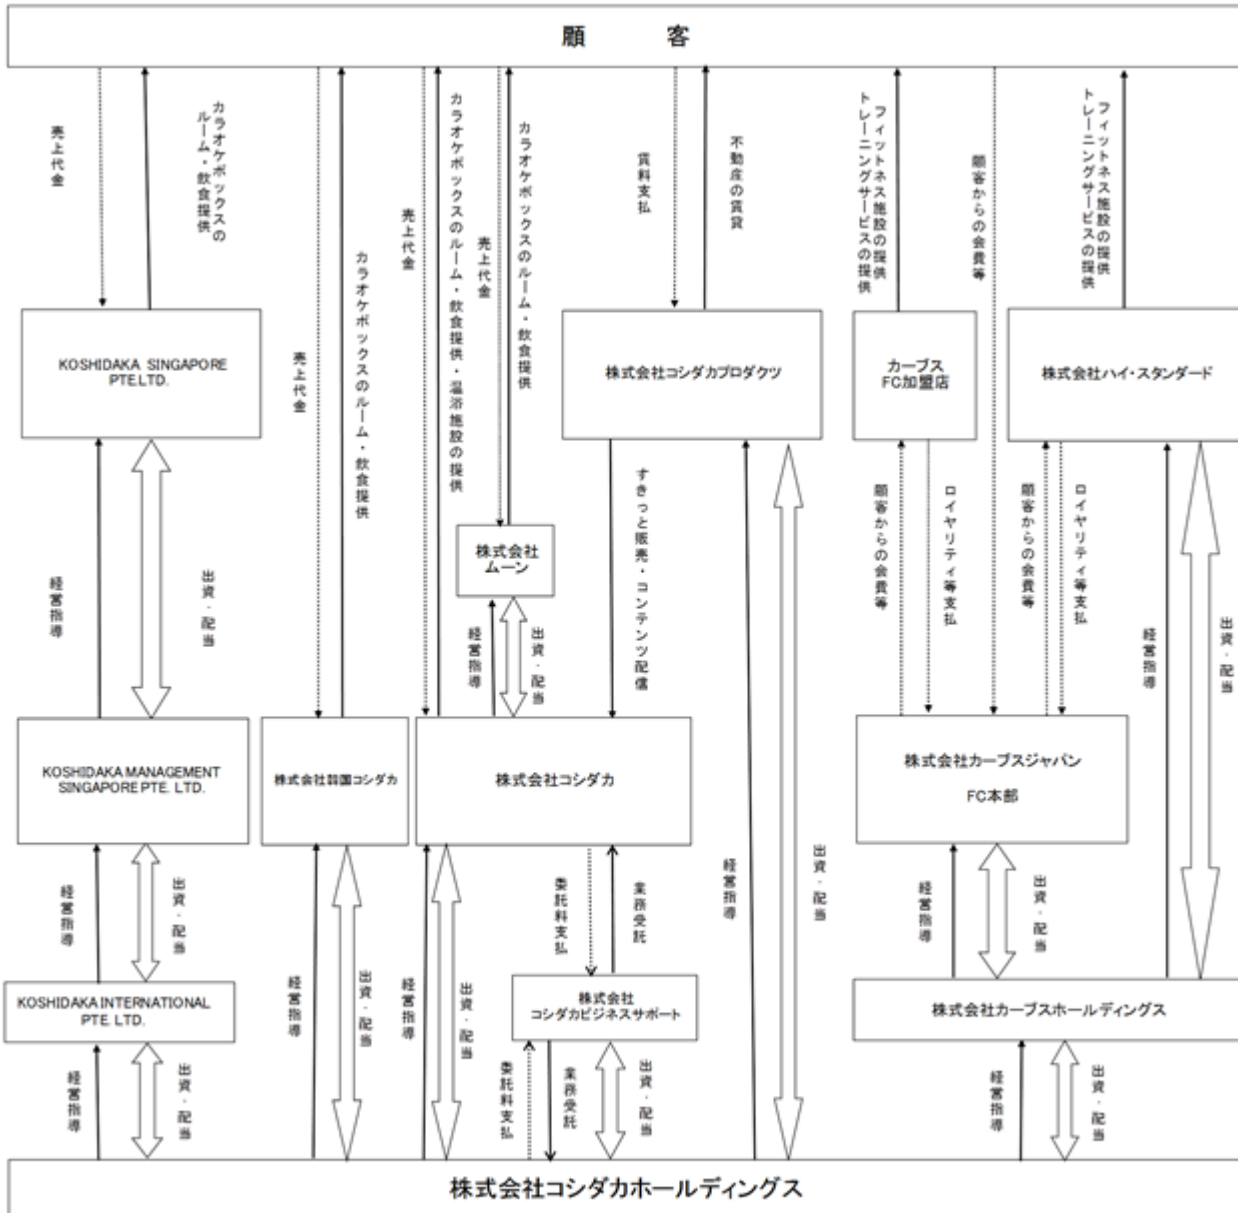 顧　客
売上代金
カラオケボックスの
ルーム・飲食提供
売上代金
カラオケボックスのルーム・飲食提供
売上代金
カラオケボックスのルーム・飲食提供・温浴施設の提供
売上代金
カラオケボックスのルーム・飲食提供
賃料支払
不動産の賃貸
フィットネス施設の提供
トレーニングサービスの提供
顧客からの会費等
フィットネス施設の提供
トレーニングサービスの提供
KOSHIDAKA SINGAPORE
PTE.LTD.
株式会社コシダカプロダクツ
カーブス
FC加盟店
株式会社ハイ・スタンダード
経営指導
出資・配当
株式会社
ムーン
経営指導
出資・配当
すきっと販売・コンテンツ配信
顧客からの会費等
ロイヤリティ等支払
顧客からの会費等
ロイヤリティ等支払
経営指導
出資・配当
KOSHIDAKA MANAGEMENT
SINGAPORE PTE. LTD.
株式会社韓国コシダカ
株式会社コシダカ
株式会社カーブスジャパン
FC本部
経営指導
出資・配当
委託料支払
業務受託
経営指導
出資・配当
経営指導
出資・配当
KOSHIDAKA INTERNATIONAL
PTE. LTD.
株式会社
コシダカビジネスサポート
株式会社カーブスホールディングス
経営指導
出資・配当
経営指導
出資・配当
経営指導
出資・配当
委託料支払
業務受託
出資・配当
経営指導
出資・配当
株式会社コシダカホールディングス